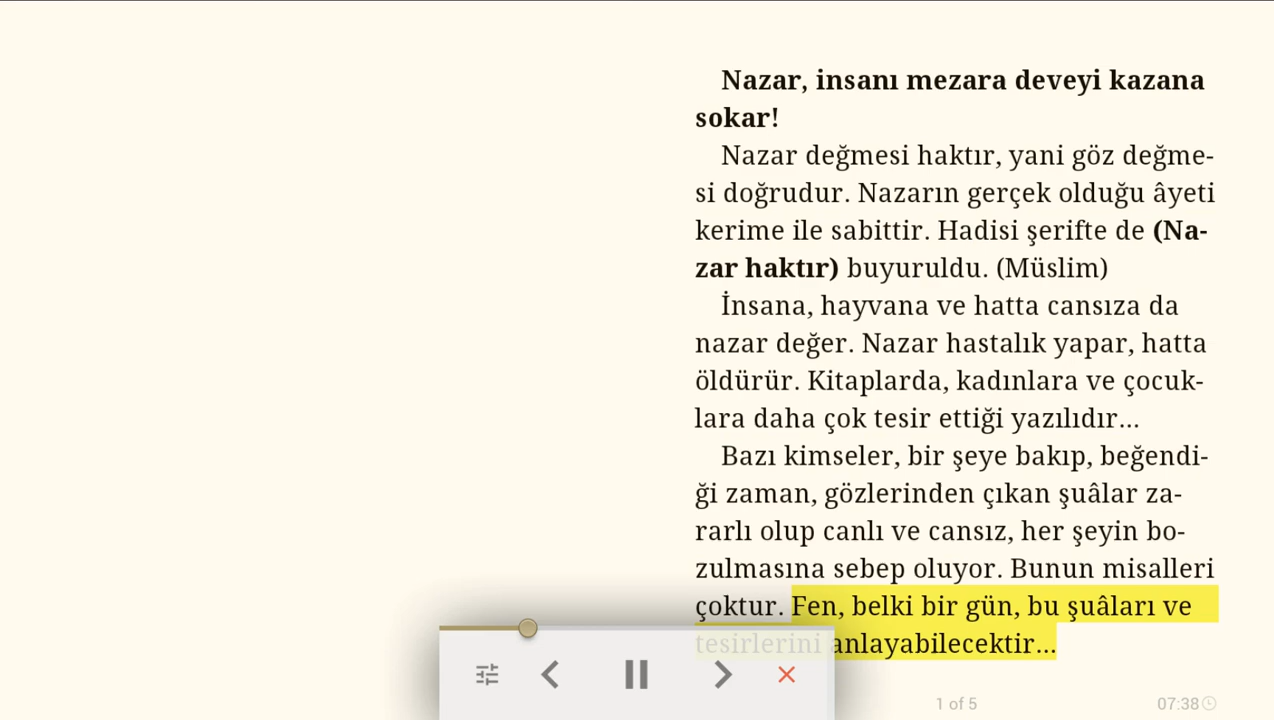 Nazar, insanı mezara deveyi kazana
sokar!
Nazar değmesi haktır, yani göz değme-
si doğrudur. Nazarın gerçek olduğu âyeti
kerime ile sabittir. Hadisi şerifte de (Na-
zar haktır) buyuruldu. (Müslim)
İnsana, hayvana ve hatta cansıza da
nazar değer. Nazar hastalık yapar, hatta
öldürür. Kitaplarda, kadınlara ve çocuk-
lara daha çok tesir ettiği yazılıdır...
Bazı kimseler, bir şeye bakıp, beğendi-
ği zaman, gözlerinden çıkan şuâlar za-
rarlı olup canlı ve cansız, her şeyin bo-
zulmasına sebep oluyor. Bunun misalleri
çoktur. Fen, belki bir gün, bu şuâları ve
tesirlerini anlayabilecektir...
1 of 5
07:38